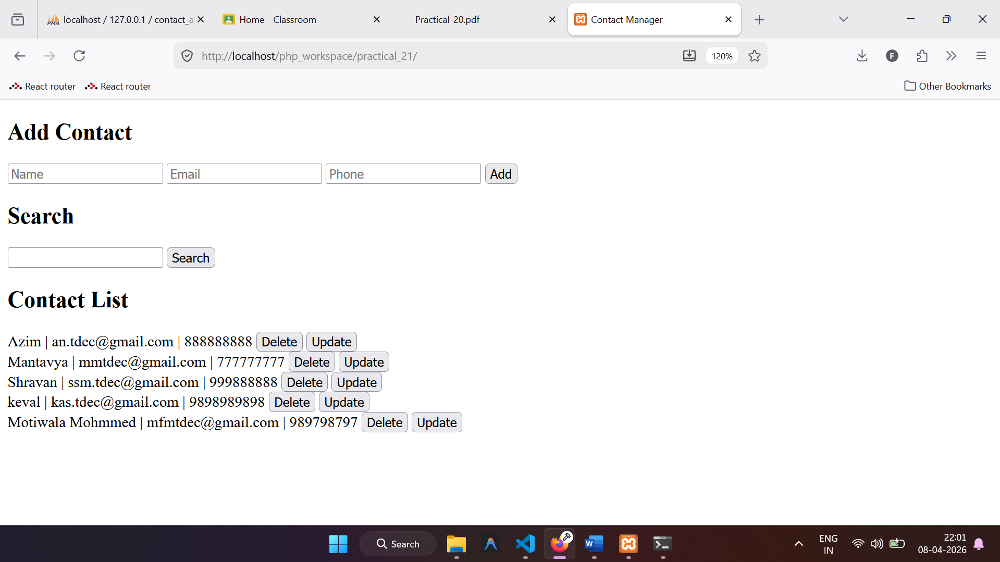 localhost / 127.0.0.1 / contact_a
Home - Classroom
Practical-20.pdf
Contact Manager
http://localhost/php_workspace/practical_21/
120%
F
React router
React router
Other Bookmarks
Add Contact
Name Email Phone Add
Search
Search
Contact List
Azim | an.tdec@gmail.com | 888888888 Delete Update
Mantavya | mmtdec@gmail.com | 777777777 Delete Update
Shravan | ssm.tdec@gmail.com | 999888888 Delete Update
keval | kas.tdec@gmail.com | 9898989898 Delete Update
Motiwala Mohmmed | mfmtdec@gmail.com | 989798797 Delete Update
Search
ENG
IN
22:01
08-04-2026